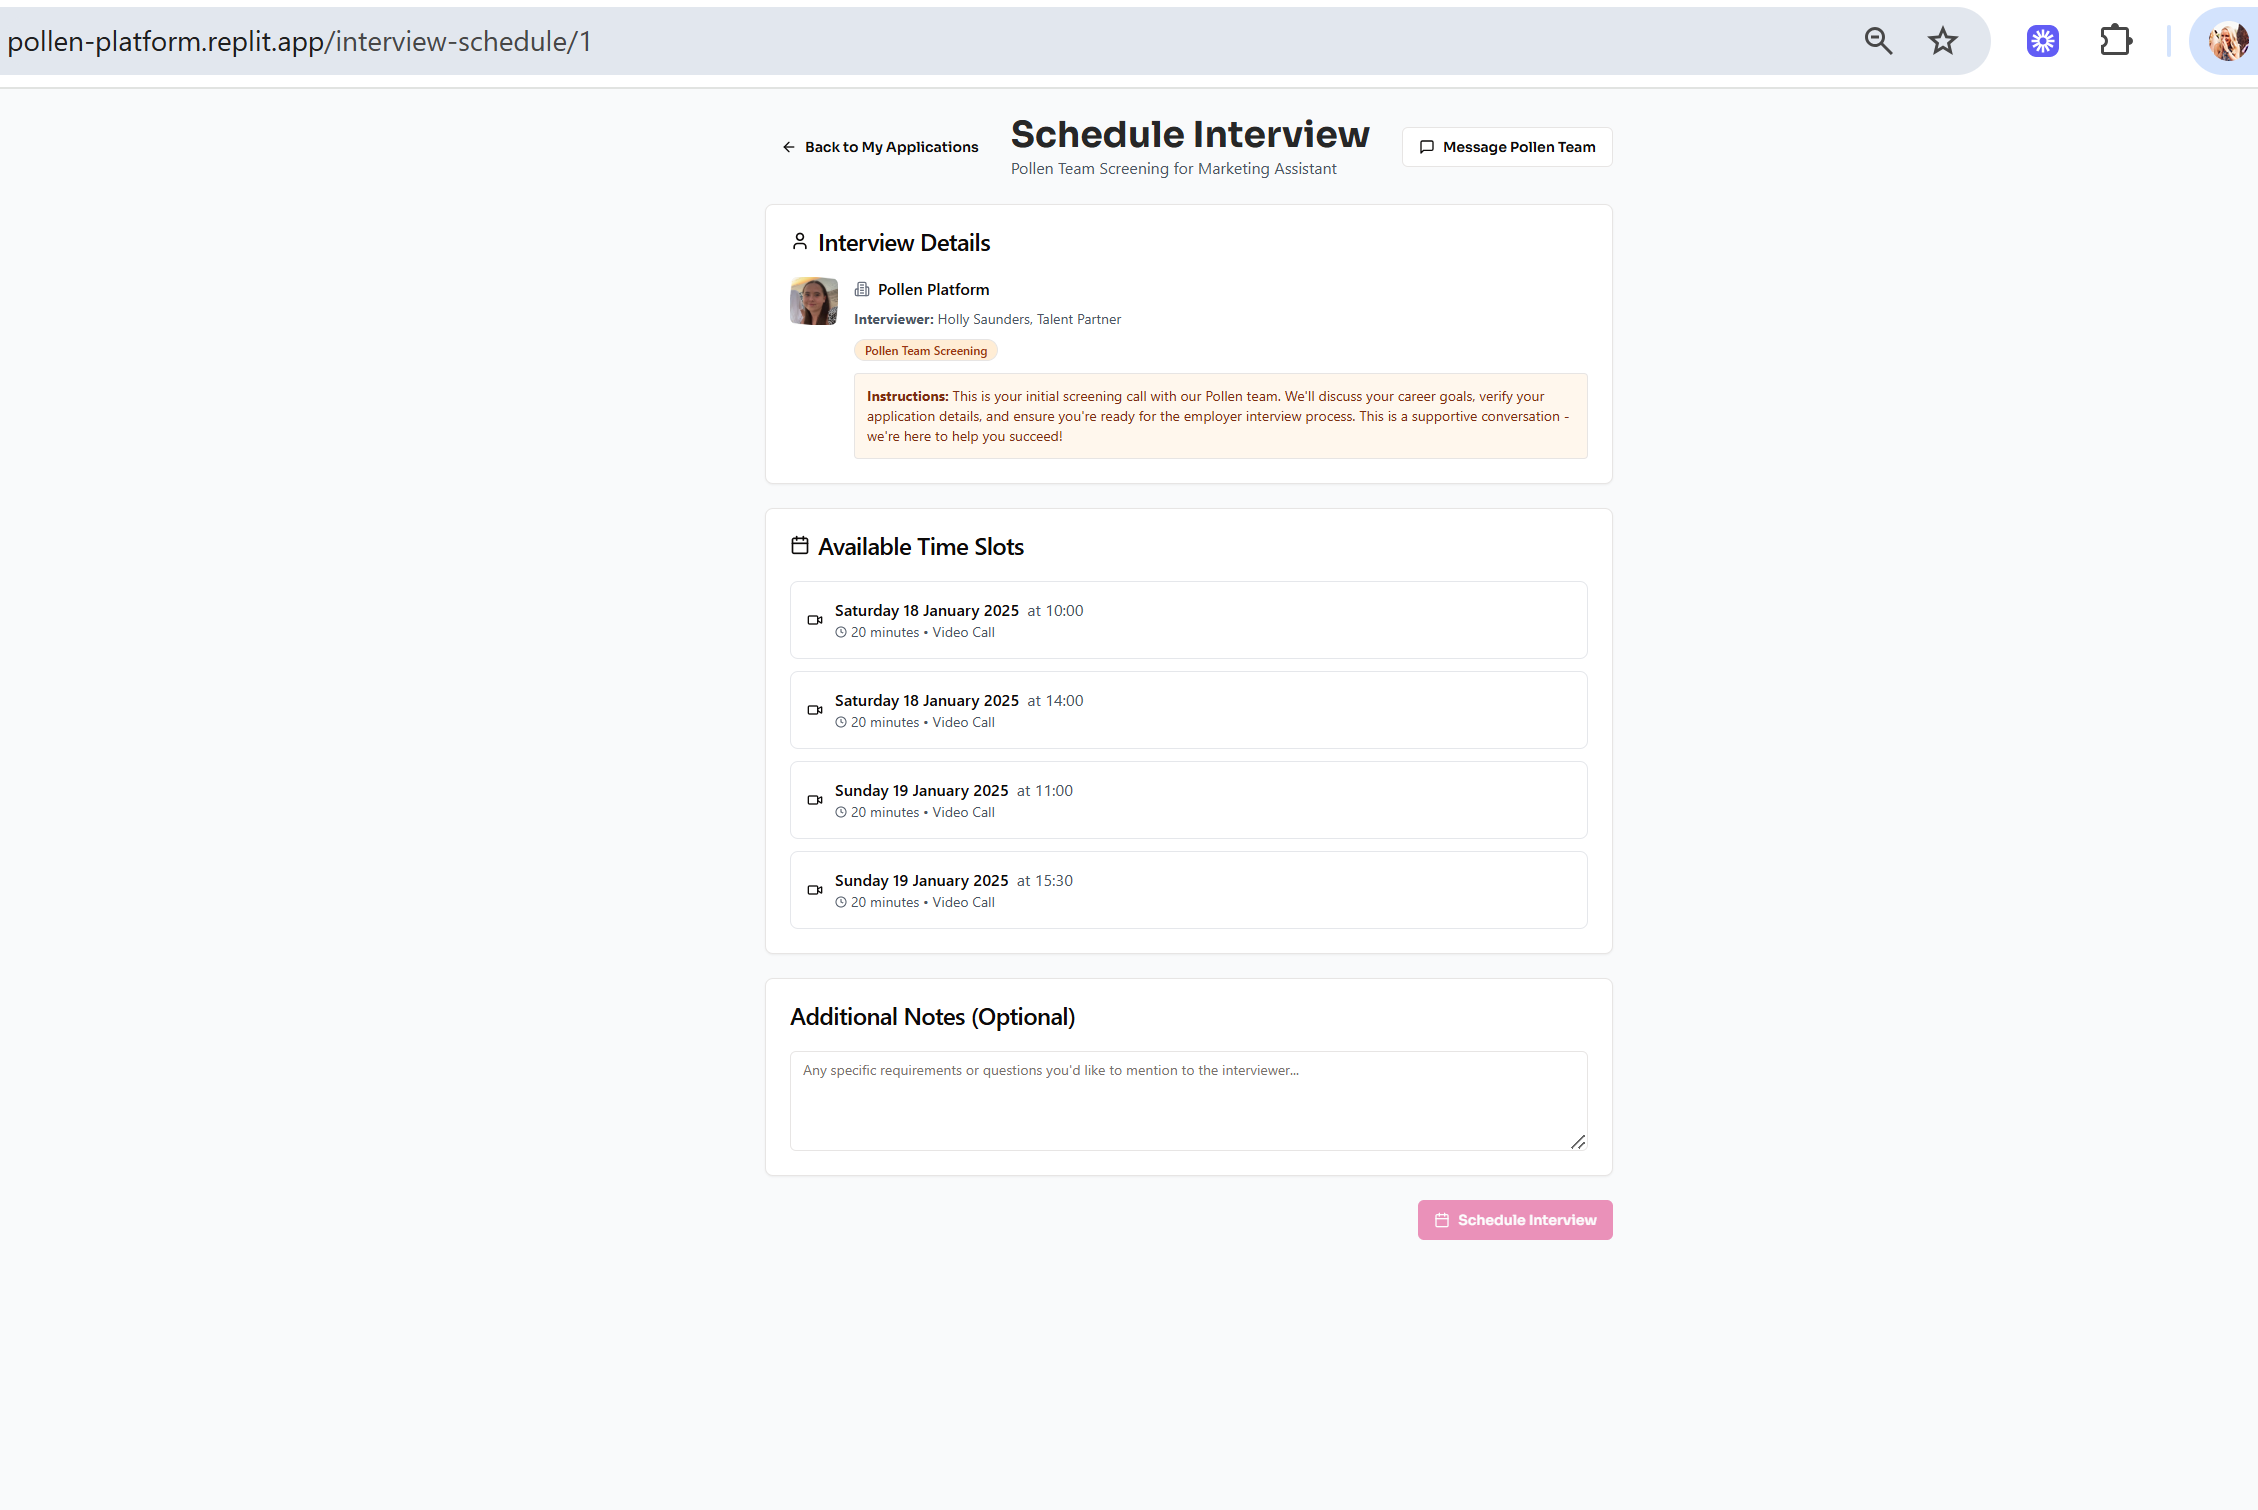 pollen-platform.replit.app/interview-schedule/1
Back to My Applications
Schedule Interview
Pollen Team Screening for Marketing Assistant
Message Pollen Team
Interview Details
Pollen Platform
Interviewer: Holly Saunders, Talent Partner
Pollen Team Screening
Instructions: This is your initial screening call with our Pollen team. We'll discuss your career goals, verify your
application details, and ensure you're ready for the employer interview process. This is a supportive conversation -
we're here to help you succeed!
Available Time Slots
Saturday 18 January 2025 at 10:00
20 minutes • Video Call
Saturday 18 January 2025 at 14:00
20 minutes • Video Call
Sunday 19 January 2025 at 11:00
20 minutes • Video Call
Sunday 19 January 2025 at 15:30
20 minutes • Video Call
Additional Notes (Optional)
Any specific requirements or questions you'd like to mention to the interviewer...
Schedule Interview